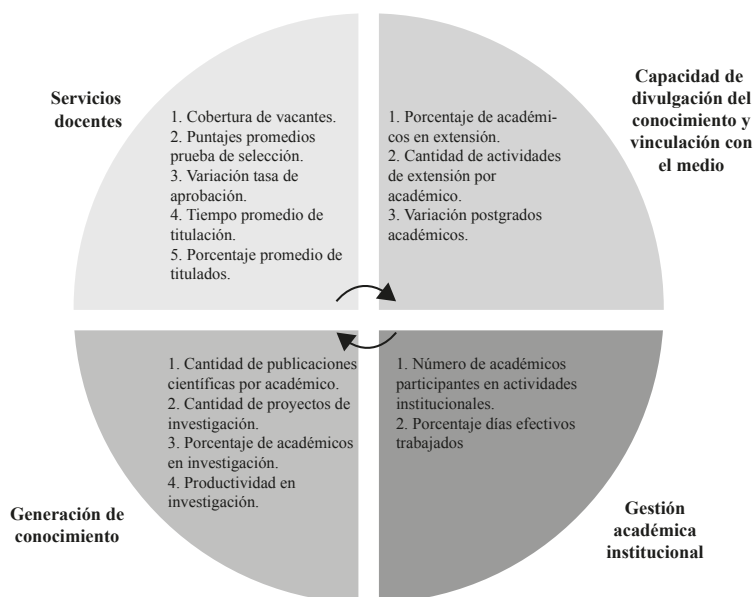 Servicios
docentes
1. Cobertura de vacantes.
2. Puntajes promedios
prueba de selección.
3. Variación tasa de
aprobación.
4. Tiempo promedio de
titulación.
5. Porcentaje promedio de
titulados.
1. Porcentaje de académi-
cos en extensión.
2. Cantidad de actividades
de extensión por
académico.
3. Variación postgrados
académicos.
Capacidad de
divulgación del
conocimiento y
vinculación con
el medio
Generación de
conocimiento
1. Cantidad de publicaciones
científicas por académico.
2. Cantidad de proyectos de
investigación.
3. Porcentaje de académicos
en investigación.
4. Productividad en
investigación.
1. Número de académicos
participantes en actividades
institucionales.
2. Porcentaje días efectivos
trabajados
Gestión
académica
institucional